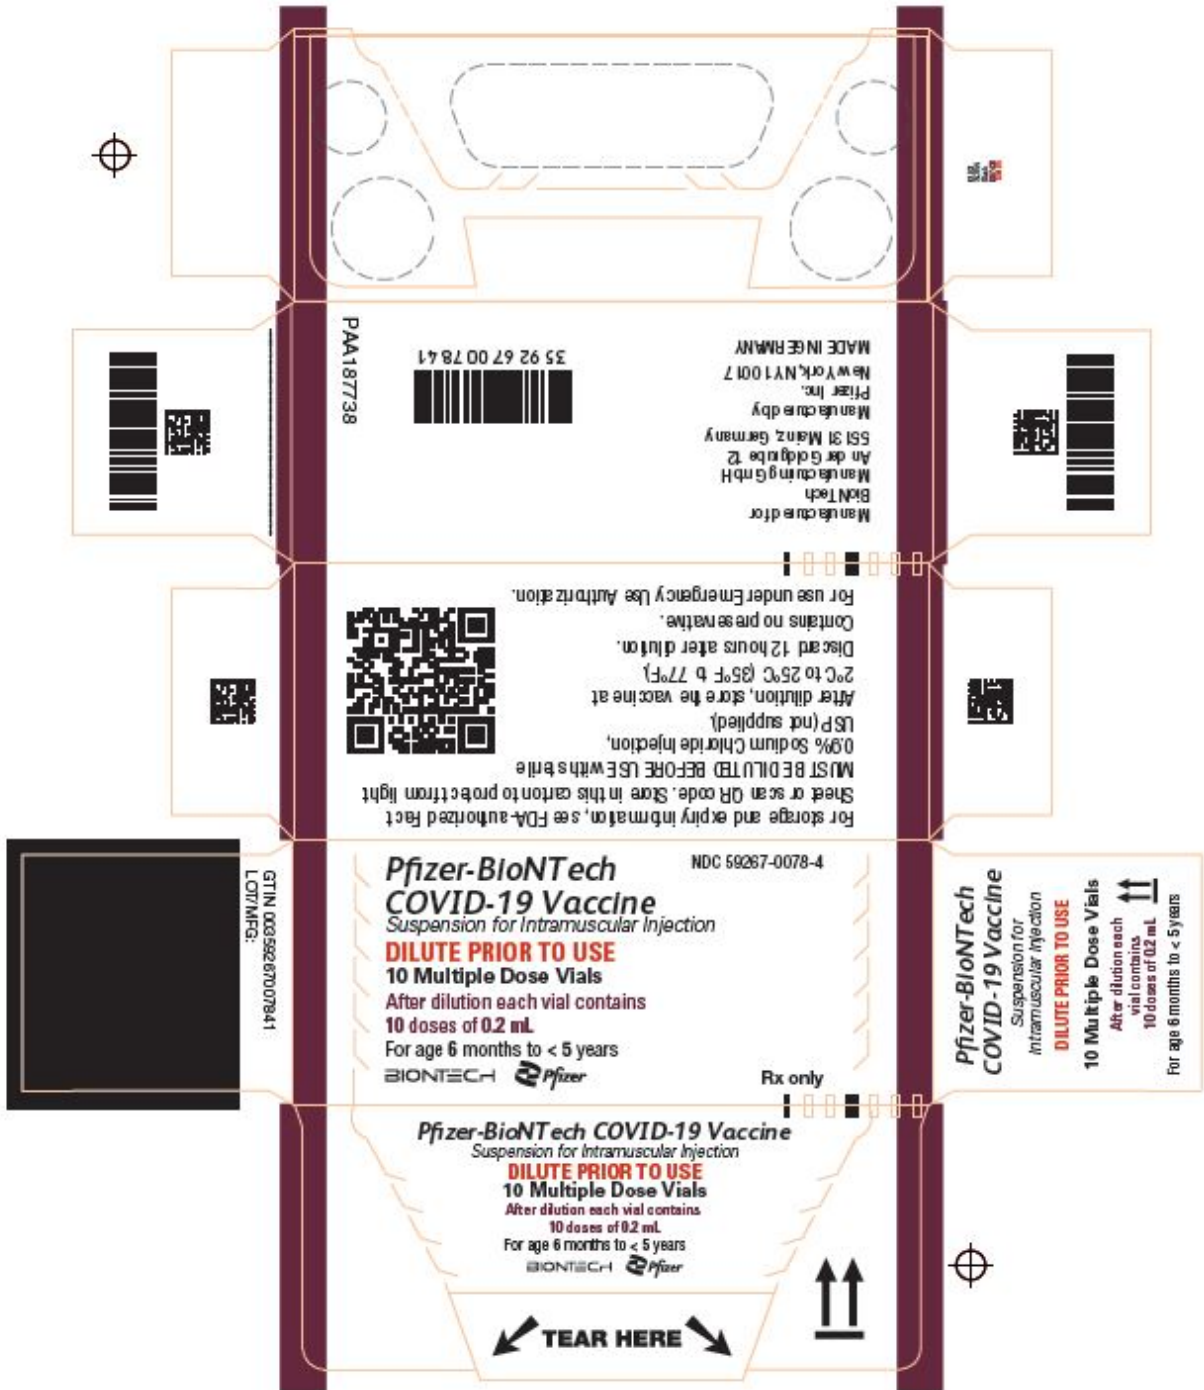 PAA187738
35 92 67 00 78 41
Manufactured for
BioNTech
Manufacturing GmbH
An der Goldgrube 12
55131 Mainz, Germany
Manufactured by
Pfizer Inc.
New York, NY 10017
MADE IN GERMANY
For storage and expiry information, see FDA-authorized Fact
Sheet or scan QR code. Store in this carton to protect from light
MUST BE DILUTED BEFORE USE with sterile
0.9% Sodium Chloride Injection,
USP (not supplied).
After dilution, store the vaccine at
2°C to 25°C (35°F to 77°F).
Discard 12 hours after dilution.
Contains no preservative.
For use under Emergency Use Authorization.
GTIN 00359267007841
LOT/MFG:
Pfizer-BioNTech
COVID-19 Vaccine
NDC 59267-0078-4
Suspension for Intramuscular Injection
DILUTE PRIOR TO USE
10 Multiple Dose Vials
After dilution each vial contains
10 doses of 0.2 mL
For age 6 months to < 5 years
BIONTECH Pfizer
Rx only
Pfizer-BioNTech
COVID-19 Vaccine
Suspension for
Intramuscular Injection
DILUTE PRIOR TO USE
10 Multiple Dose Vials
After dilution each
vial contains
10 doses of 0.2 mL
For age 6 months to < 5 years
Pfizer-BioNTech COVID-19 Vaccine
Suspension for Intramuscular Injection
DILUTE PRIOR TO USE
10 Multiple Dose Vials
After dilution each vial contains
10 doses of 0.2 mL
For age 6 months to < 5 years
BIONTECH Pfizer
TEAR HERE